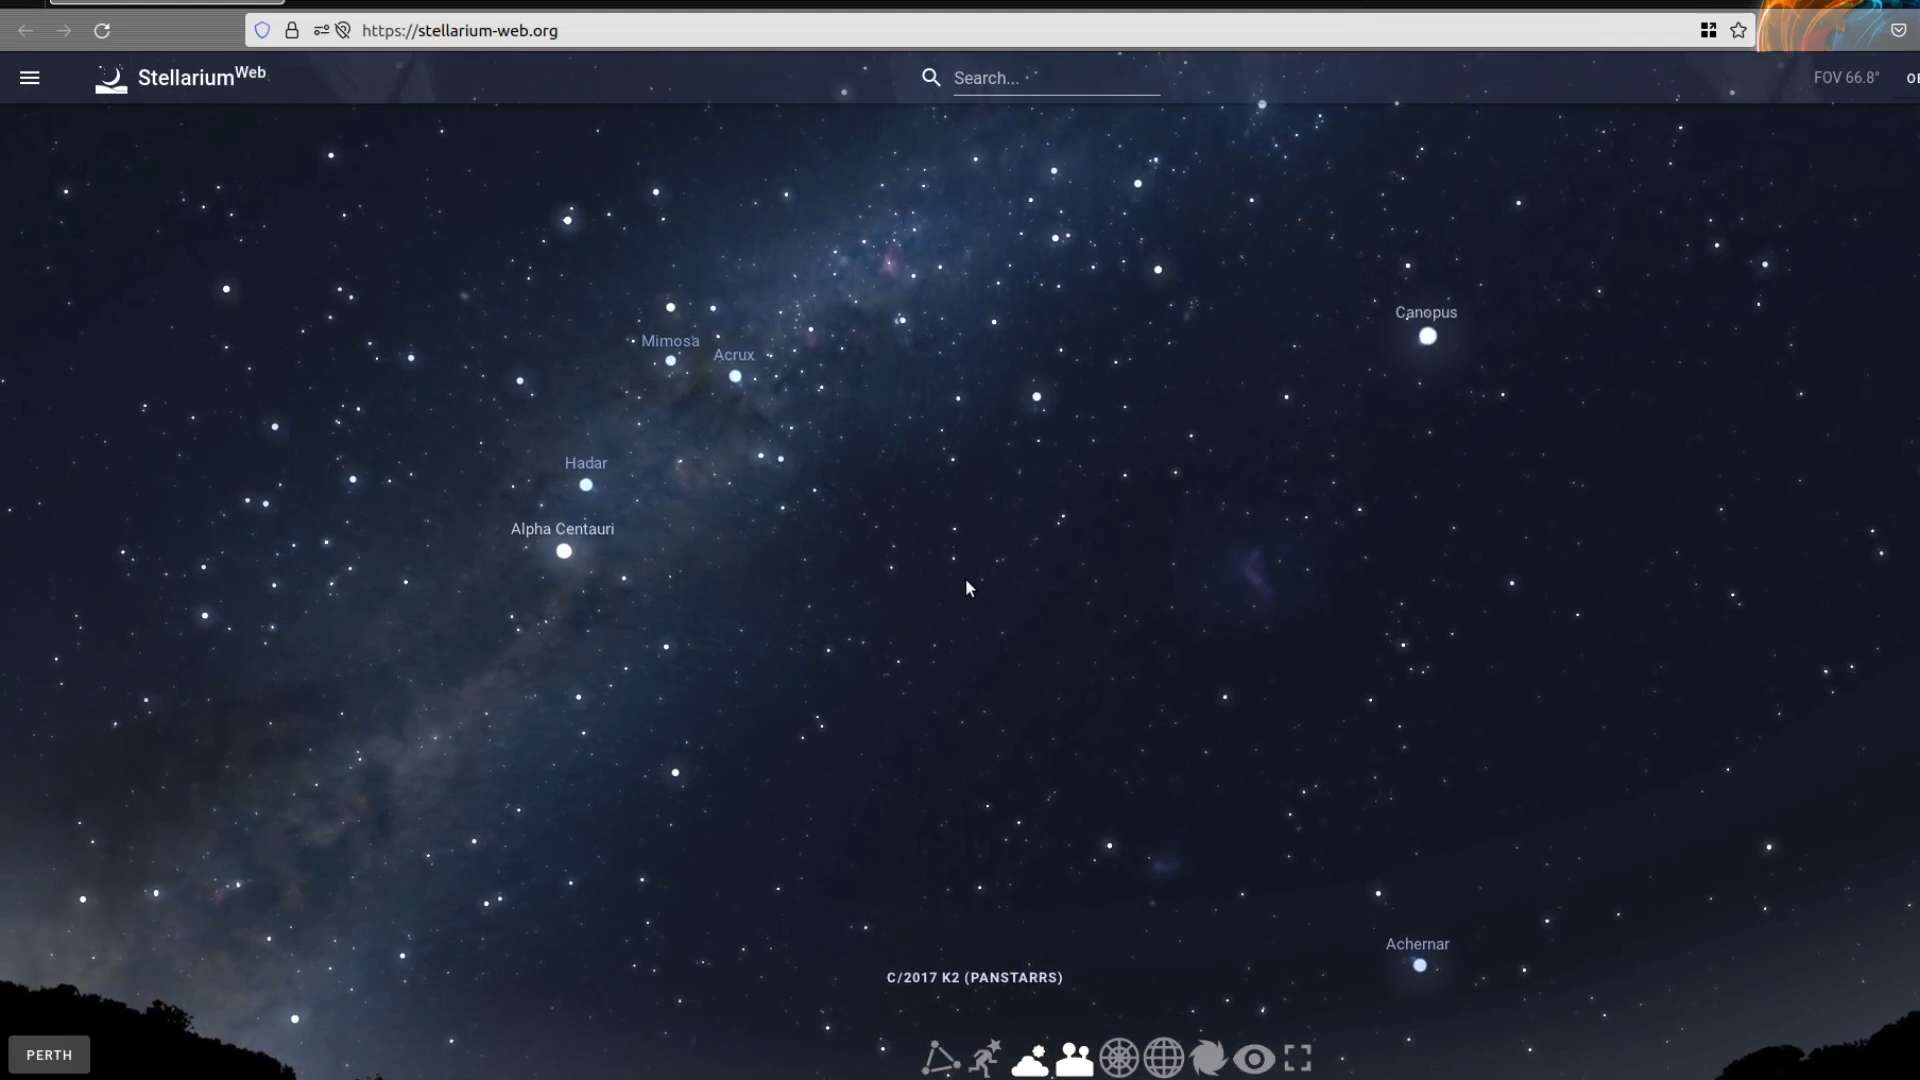 https://stellarium-web.org
StellariumWeb
Search...
FOV 66.8°
Canopus
Mimosa
Acrux
Hadar
Alpha Centauri
Achernar
C/2017 K2 (PANSTARRS)
PERTH